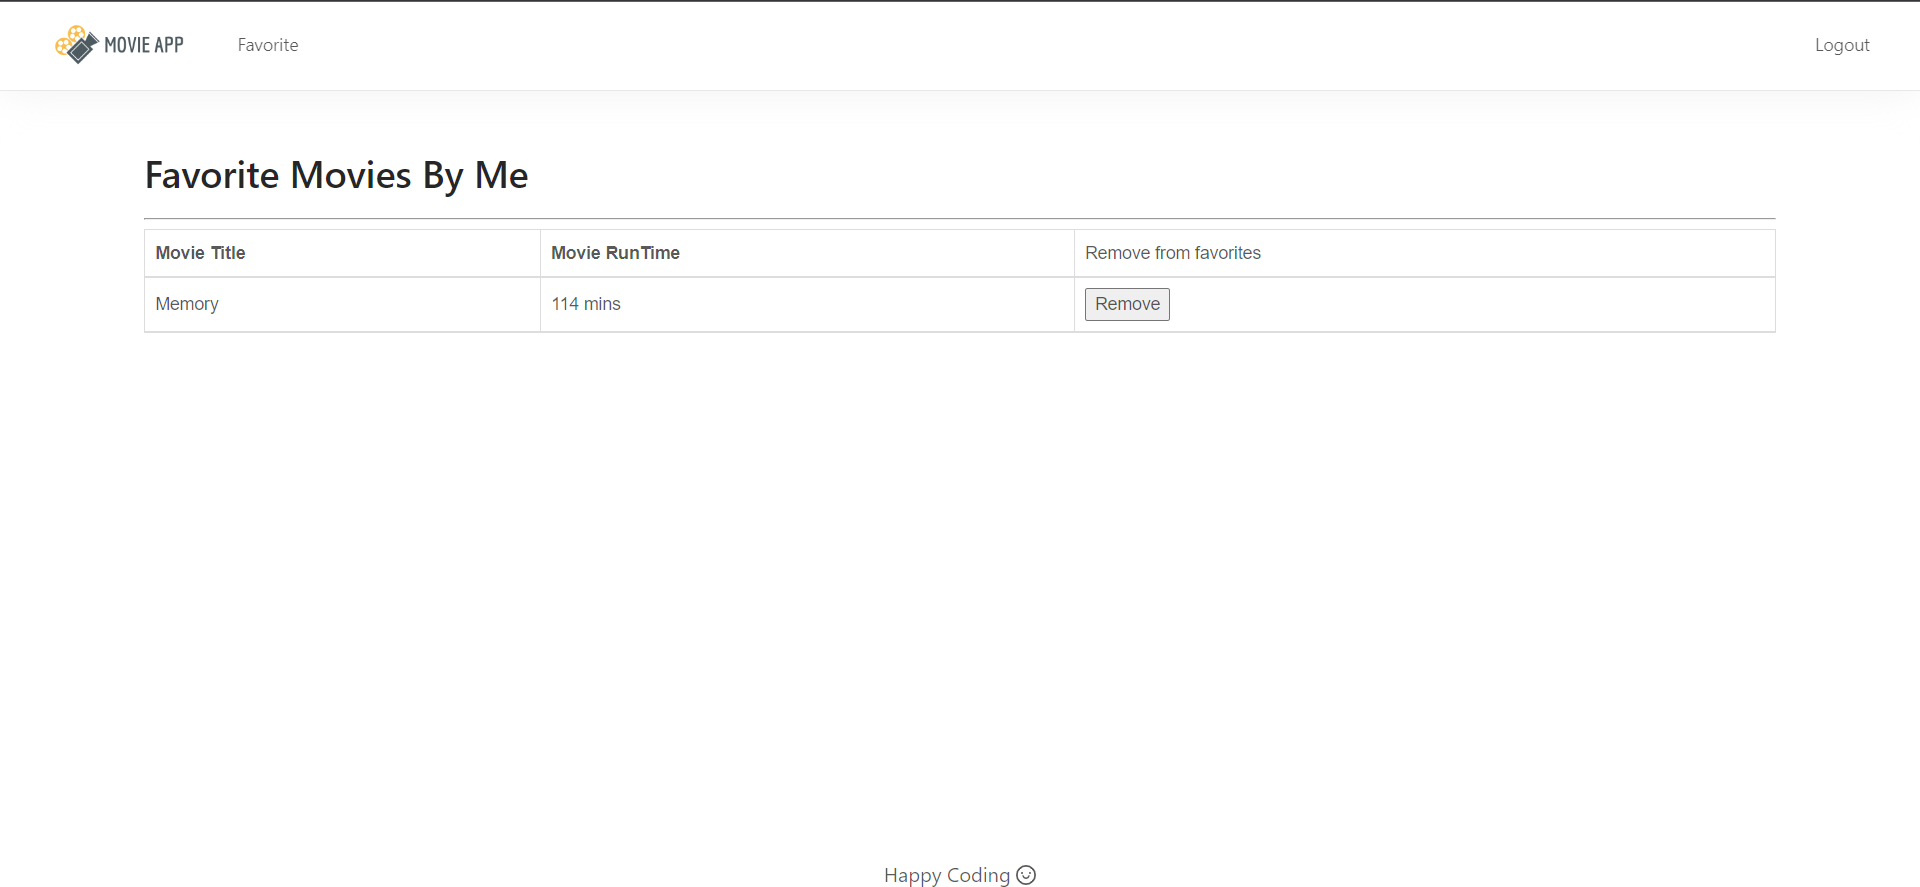 MOVIE APP Favorite Logout
Favorite Movies By Me
Movie Title Movie RunTime Remove from favorites
Memory 114 mins Remove
Happy Coding